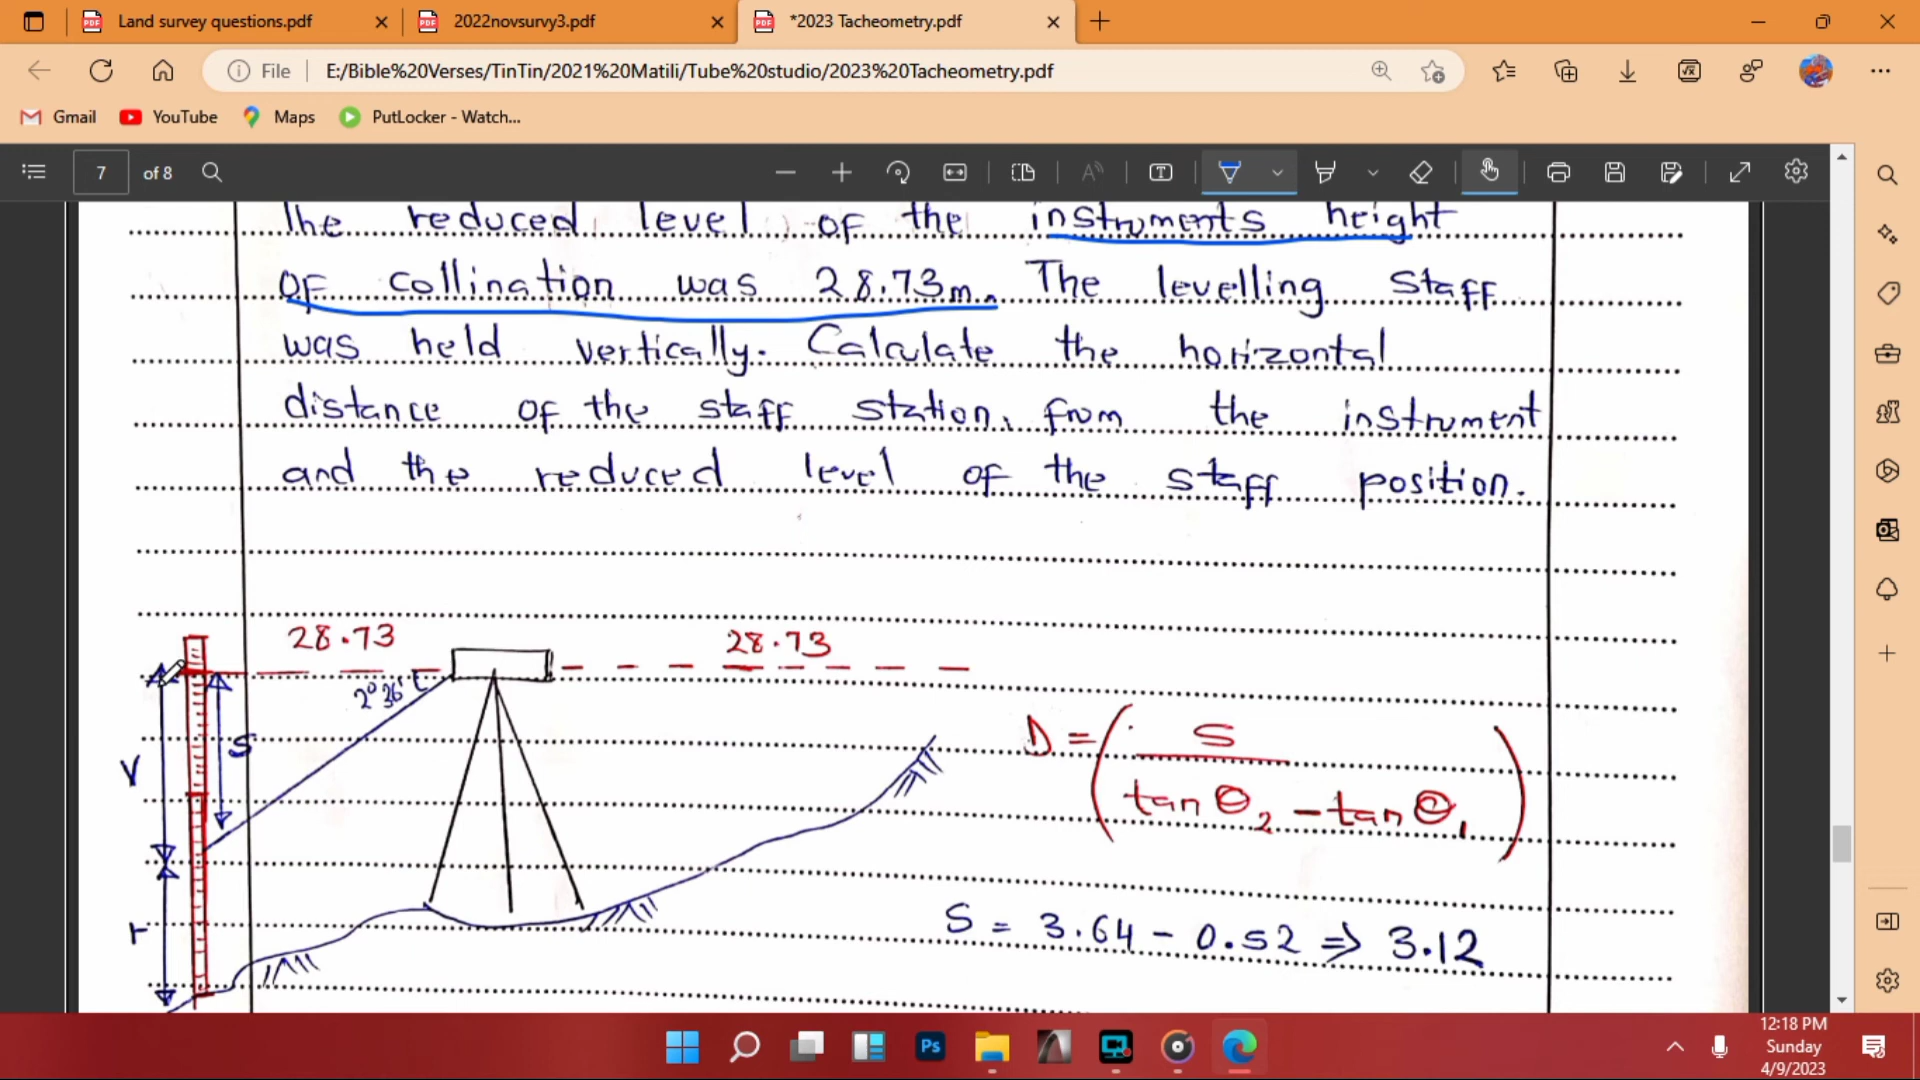 Land survey questions.pdf
2022novsurvy3.pdf
*2023 Tacheometry.pdf
File
E:/Bible%20Verses/TinTin/2021%20Matili/Tube%20studio/2023%20Tacheometry.pdf
Gmail
YouTube
Maps
PutLocker - Watch...
7 of 8
The reduced level of the instruments height
of collination was 28.73m. The levelling staff
was held vertically. Calculate the horizontal
distance of the staff station, from the instrument
and the reduced level of the staff position.
28.73
28.73
2°36'
S
V
r
D = ( S / tan θ2 - tan θ1 )
S = 3.64 - 0.52 => 3.12
Ps
12:18 PM
Sunday
4/9/2023